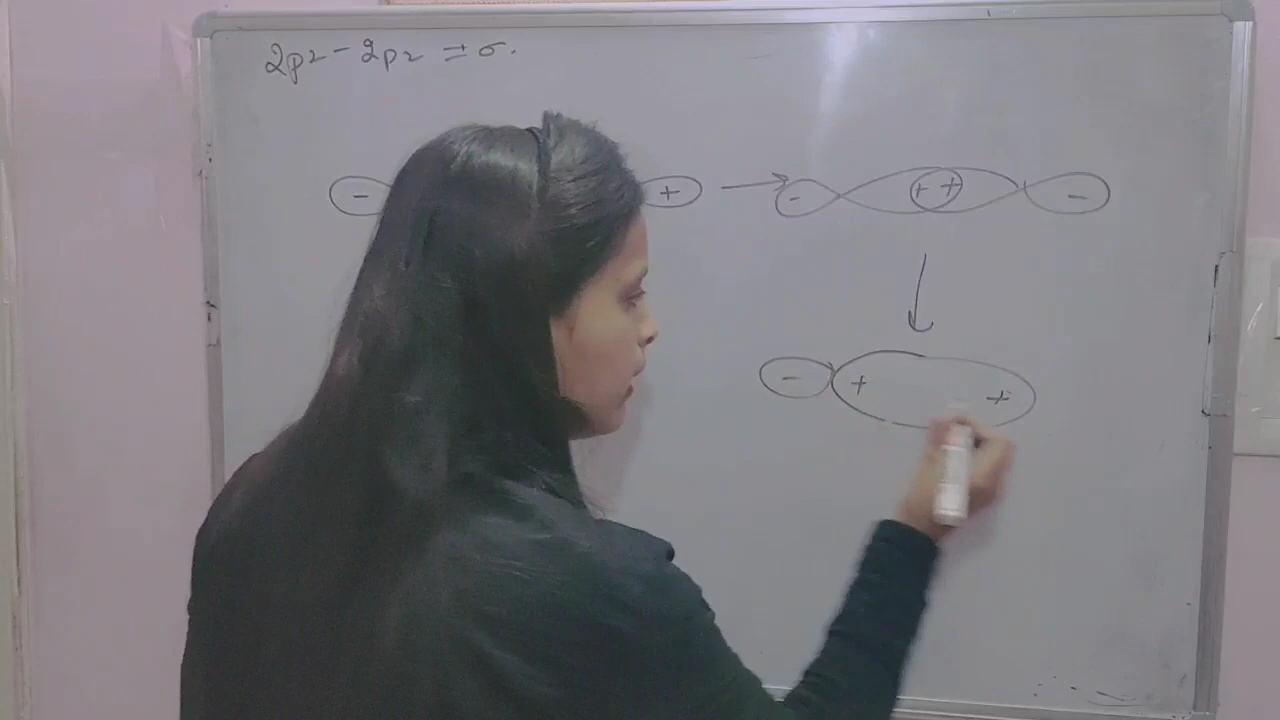 2pz - 2pz = σ.
- + → - + + -
- + +